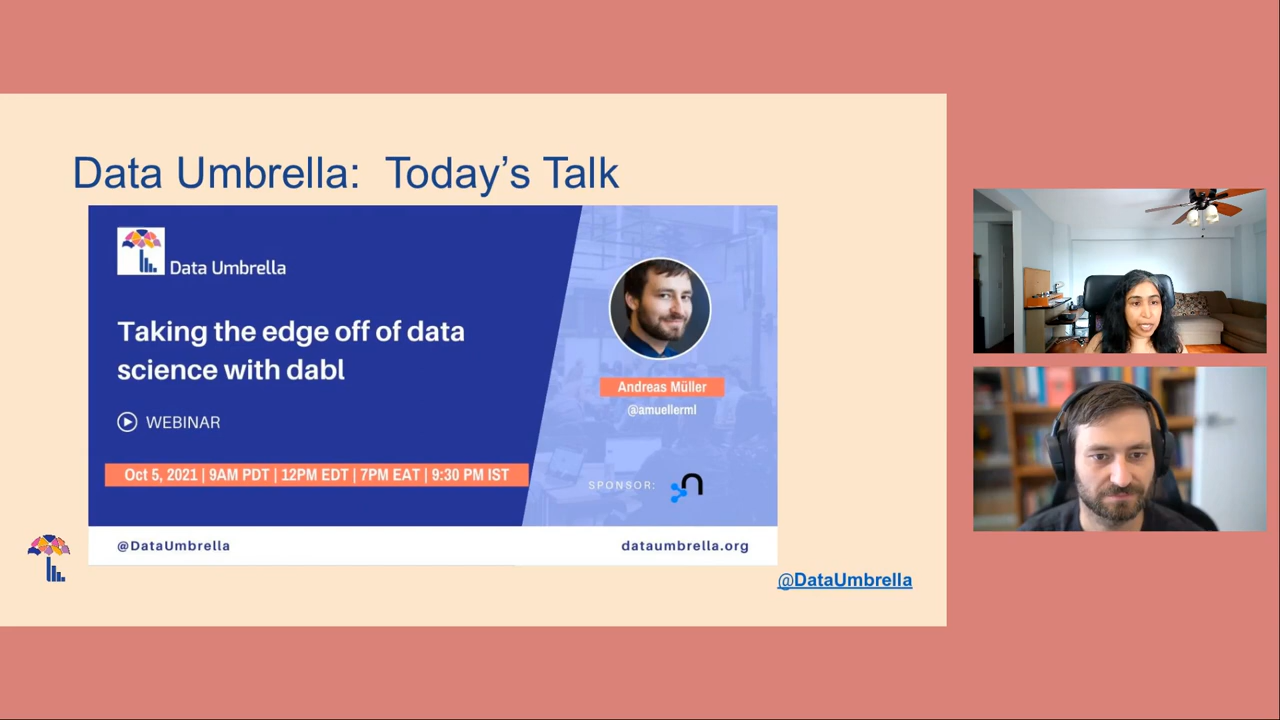 Data Umbrella: Today's Talk
Data Umbrella
Taking the edge off of data
science with dabl
WEBINAR
Oct 5, 2021 | 9AM PDT | 12PM EDT | 7PM EAT | 9:30 PM IST
Andreas Müller
@amuellerml
SPONSOR:
@DataUmbrella
dataumbrella.org
@DataUmbrella